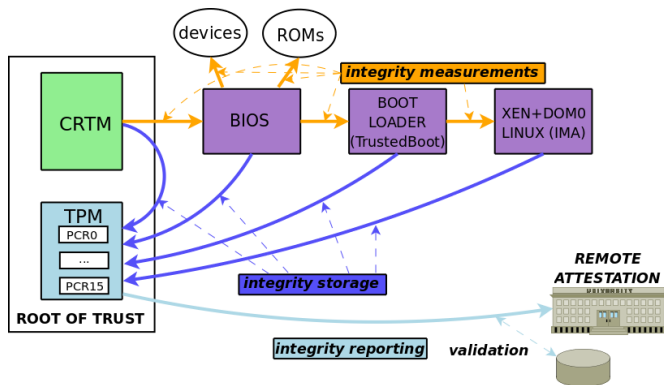 devices
ROMs
integrity measurements
CRTM
BIOS
BOOT
LOADER
(TrustedBoot)
XEN+DOM0
LINUX (IMA)
TPM
PCR0
...
PCR15
ROOT OF TRUST
integrity storage
REMOTE
ATTESTATION
UNIVERSITY
integrity reporting
validation